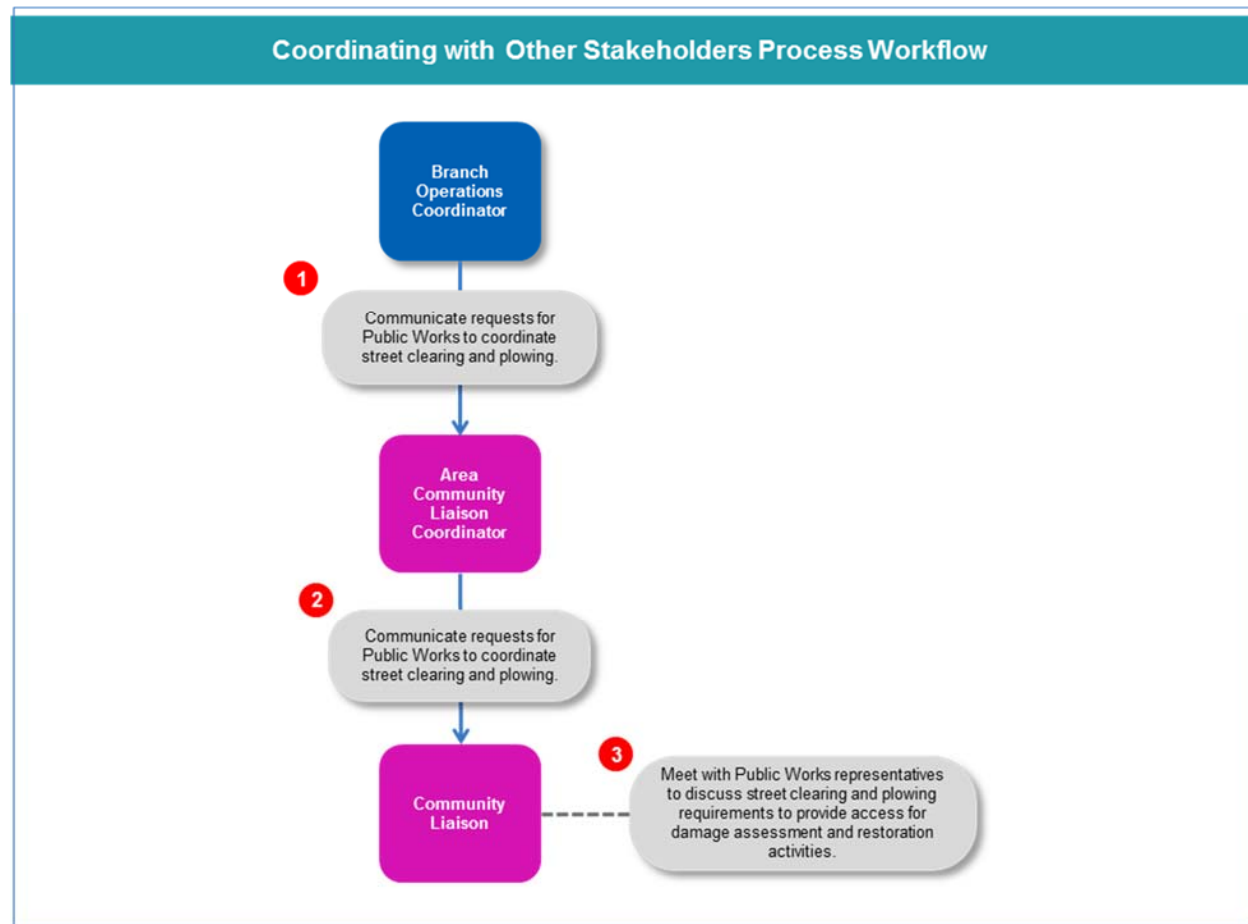 Coordinating with Other Stakeholders Process Workflow
Branch
Operations
Coordinator
1
Communicate requests for
Public Works to coordinate
street clearing and plowing.
Area
Community
Liaison
Coordinator
2
Communicate requests for
Public Works to coordinate
street clearing and plowing.
Community
Liaison
3
Meet with Public Works representatives
to discuss street clearing and plowing
requirements to provide access for
damage assessment and restoration
activities.